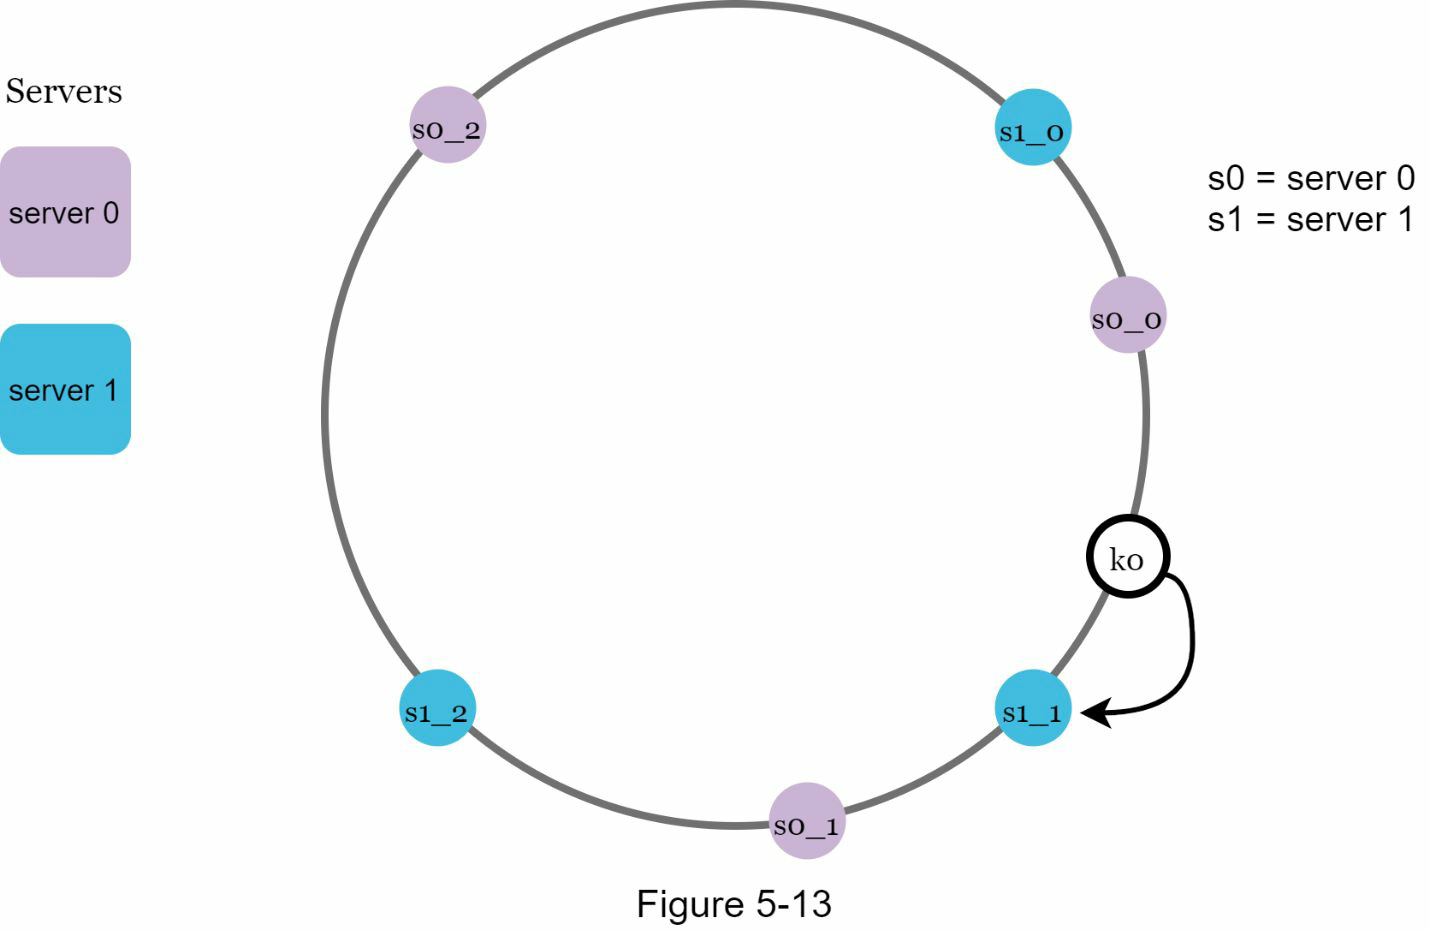 Servers
server 0
server 1
s0_2
s1_0
s0_0
k0
s1_1
s0_1
s1_2
s0 = server 0
s1 = server 1
Figure 5-13